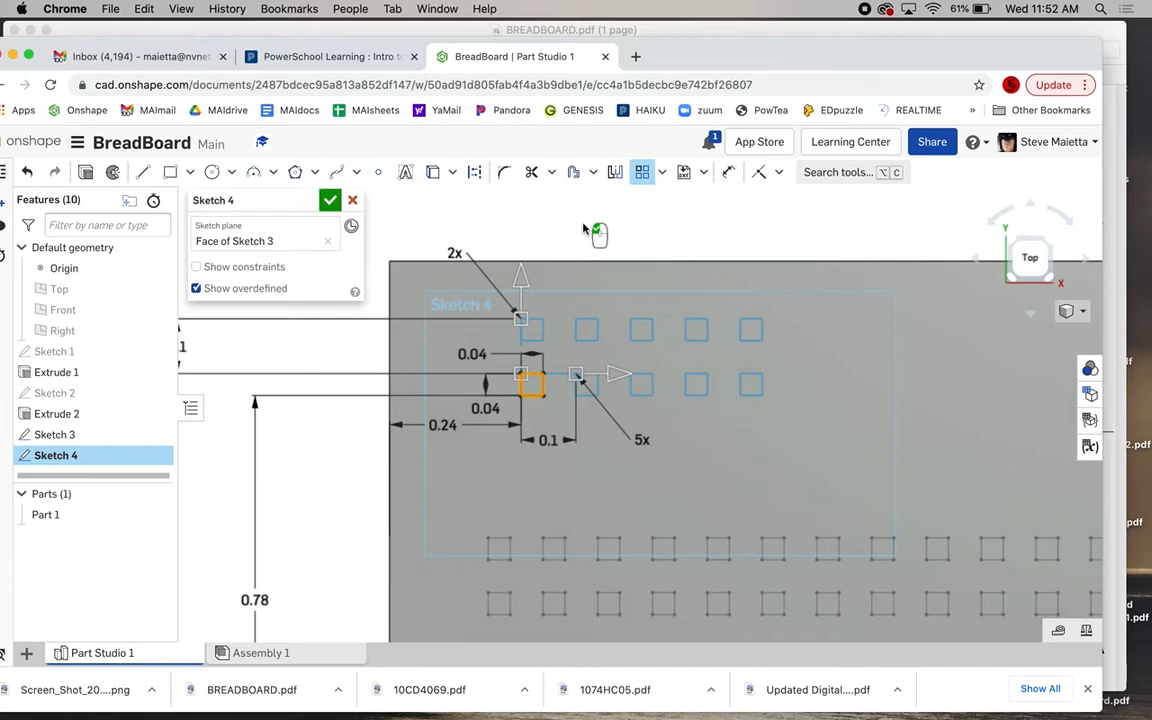 Chrome File Edit View History Bookmarks People Tab Window Help 61% Wed 11:52 AM
BREADBOARD.pdf (1 page)
Inbox (4,194) - maietta@nvnet
PowerSchool Learning : Intro to
BreadBoard | Part Studio 1
cad.onshape.com/documents/2487bdcec95a813a852df147/w/50ad91d805fab4f4a3b9dbe1/e/cc4a1b5decbc9e742bf26807
Update
Apps Onshape MAImail MAIdrive MAIdocs MAIsheets YaMail Pandora GENESIS HAIKU zuum PowTea EDpuzzle REALTIME » Other Bookmarks
onshape BreadBoard Main 1 App Store Learning Center Share Steve Maietta
Search tools... ⌥ C
Features (10)
Filter by name or type
Default geometry
Origin
Top
Front
Right
Sketch 1
Extrude 1
Sketch 2
Extrude 2
Sketch 3
Sketch 4
Parts (1)
Part 1
Sketch 4
Sketch plane
Face of Sketch 3
Show constraints
Show overdefined
2x
Sketch 4
0.04
0.04
0.24
0.1
5x
0.78
1
Y
Top
X
Part Studio 1
Assembly 1
Screen_Shot_20....png
BREADBOARD.pdf
10CD4069.pdf
1074HC05.pdf
Updated Digital....pdf
Show All